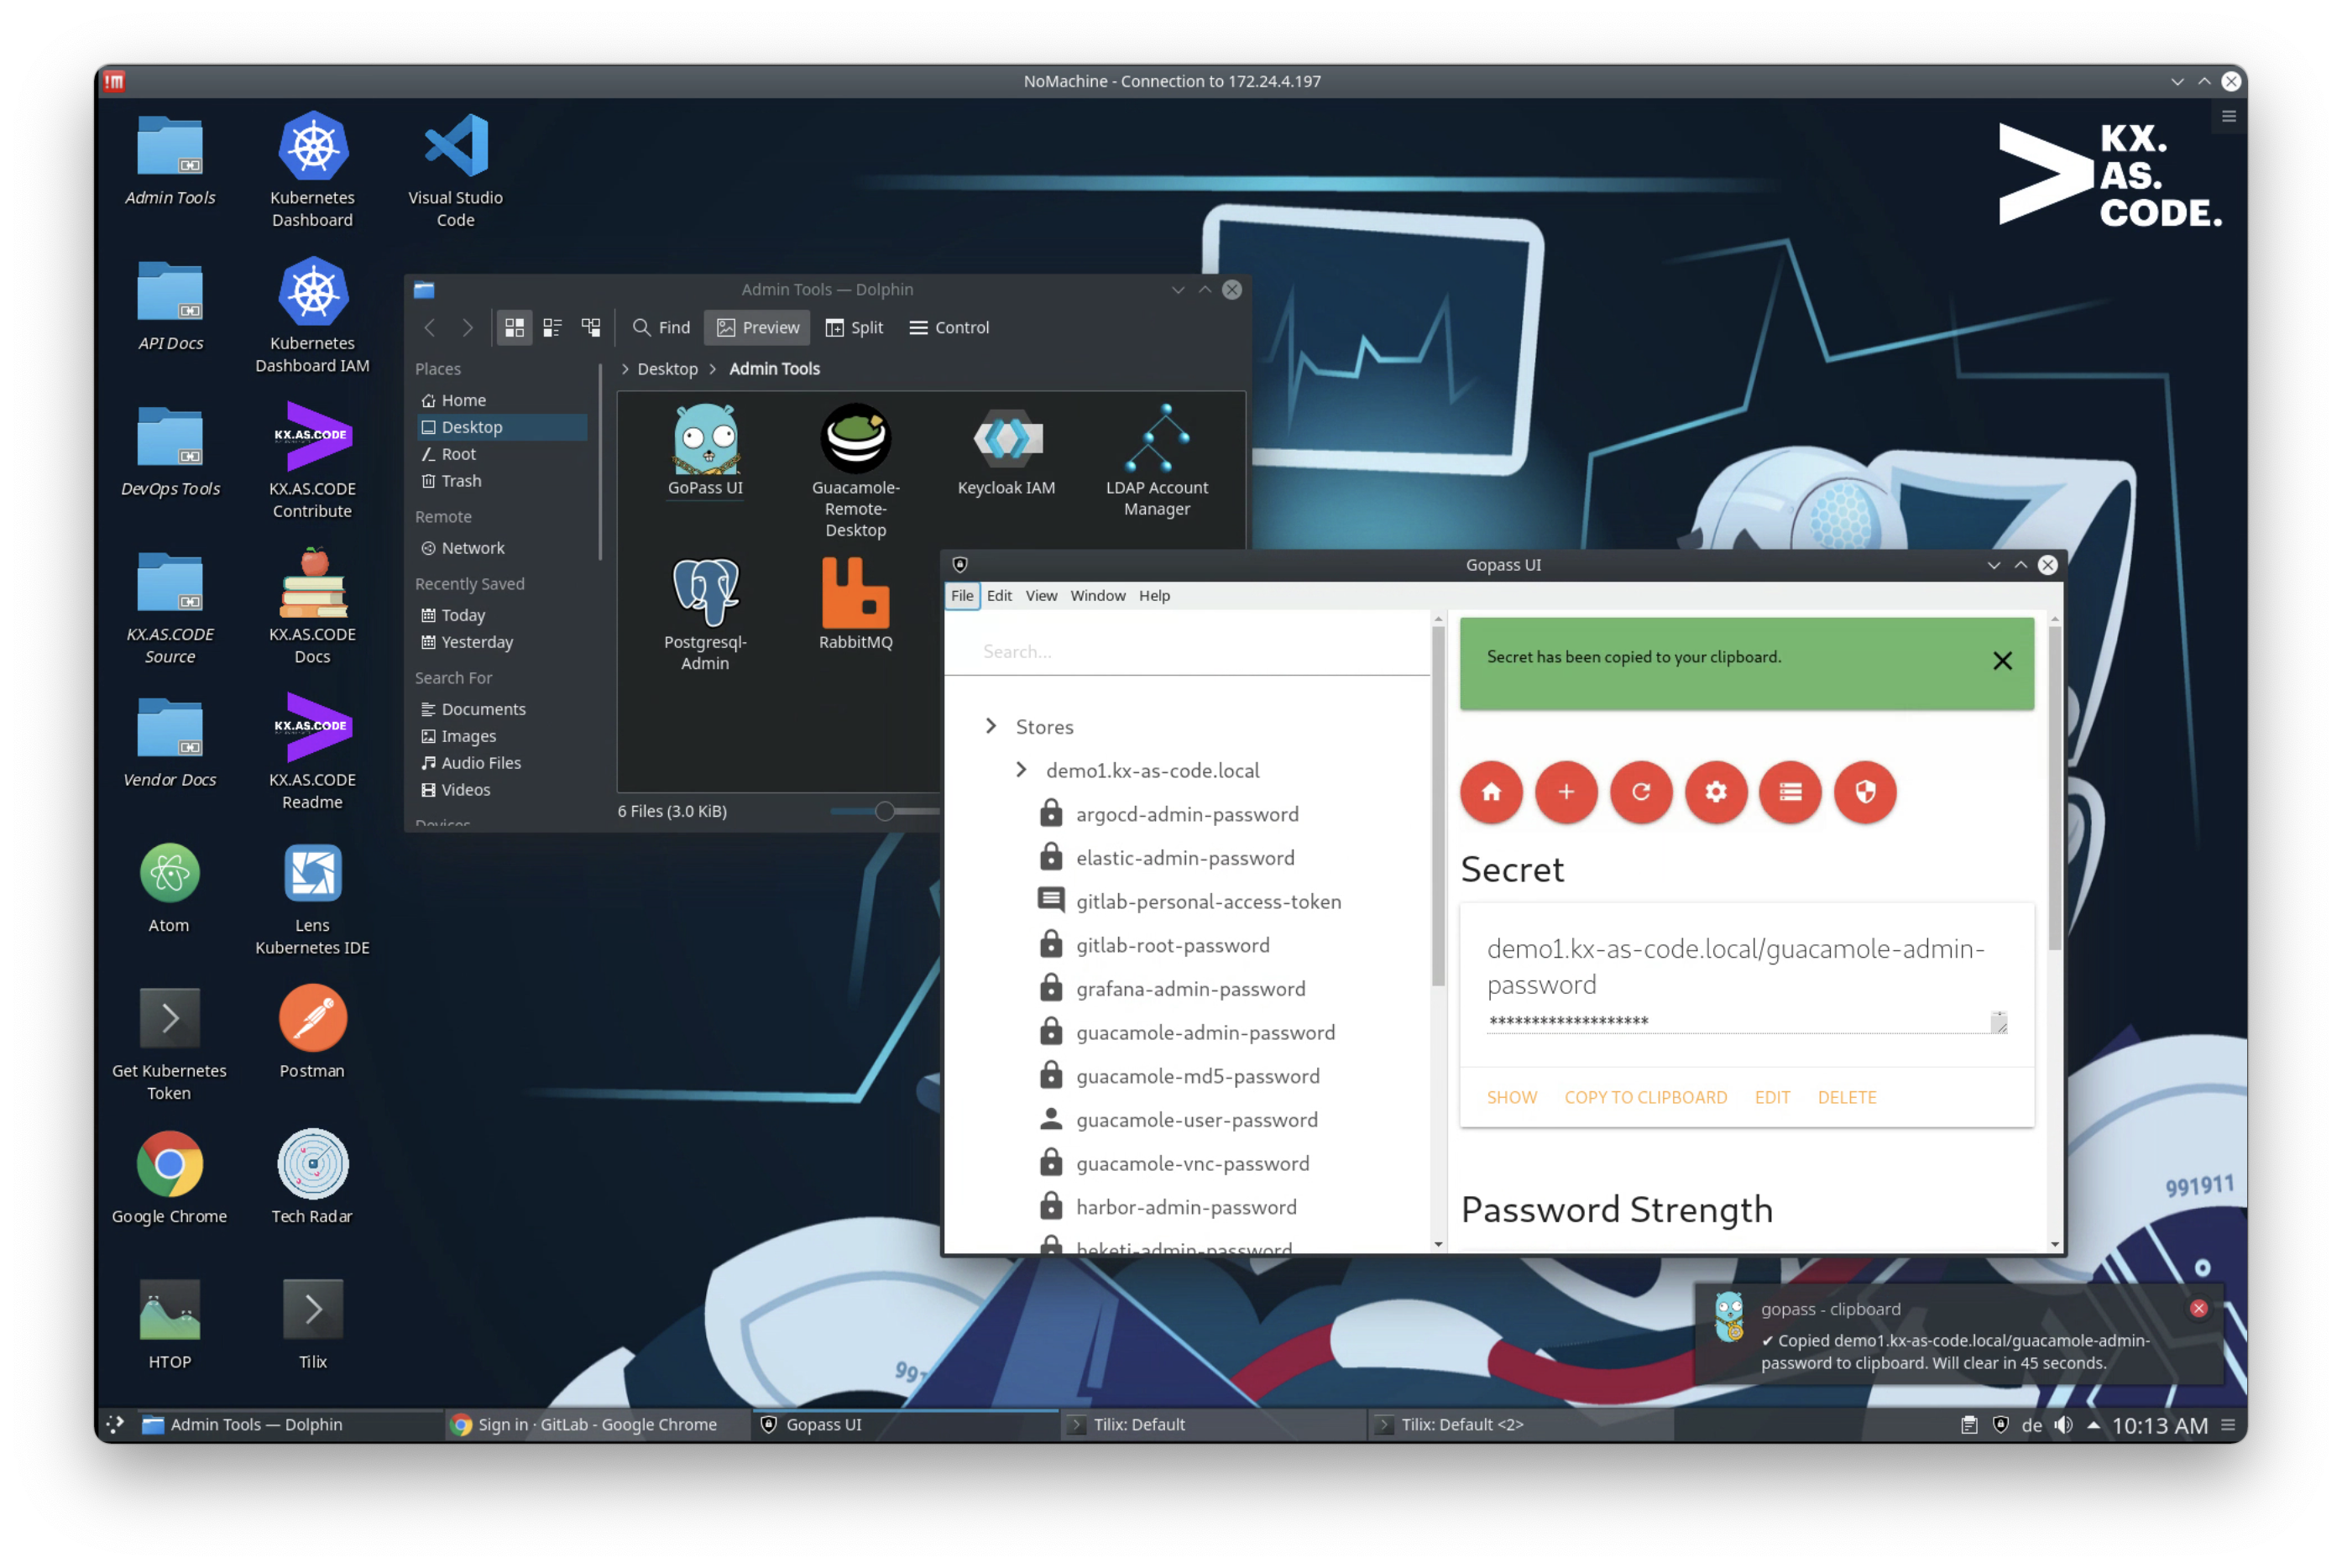 NoMachine - Connection to 172.24.4.197
KX.
AS.
CODE.
Admin Tools
Kubernetes
Dashboard
Visual Studio
Code
API Docs
Kubernetes
Dashboard IAM
DevOps Tools
KX.AS.CODE
KX.AS.CODE
Contribute
KX.AS.CODE
Source
KX.AS.CODE
Docs
Vendor Docs
KX.AS.CODE
KX.AS.CODE
Readme
Atom
Lens
Kubernetes IDE
Get Kubernetes
Token
Postman
Google Chrome
Tech Radar
HTOP
Tilix
Admin Tools — Dolphin
Find
Preview
Split
Control
Places
Home
Desktop
Root
Trash
Remote
Network
Recently Saved
Today
Yesterday
Search For
Documents
Images
Audio Files
Videos
Devices
> Desktop > Admin Tools
GoPass UI
Guacamole-
Remote-
Desktop
Keycloak IAM
LDAP Account
Manager
Postgresql-
Admin
RabbitMQ
6 Files (3.0 KiB)
Gopass UI
File Edit View Window Help
Search...
Stores
demo1.kx-as-code.local
argocd-admin-password
elastic-admin-password
gitlab-personal-access-token
gitlab-root-password
grafana-admin-password
guacamole-admin-password
guacamole-md5-password
guacamole-user-password
guacamole-vnc-password
harbor-admin-password
heketi-admin-password
Secret has been copied to your clipboard.
Secret
demo1.kx-as-code.local/guacamole-admin-
password
*******************
SHOW COPY TO CLIPBOARD EDIT DELETE
Password Strength
991911
gopass - clipboard
✔ Copied demo1.kx-as-code.local/guacamole-admin-
password to clipboard. Will clear in 45 seconds.
Admin Tools — Dolphin
Sign in · GitLab - Google Chrome
Gopass UI
Tilix: Default
Tilix: Default <2>
de
10:13 AM